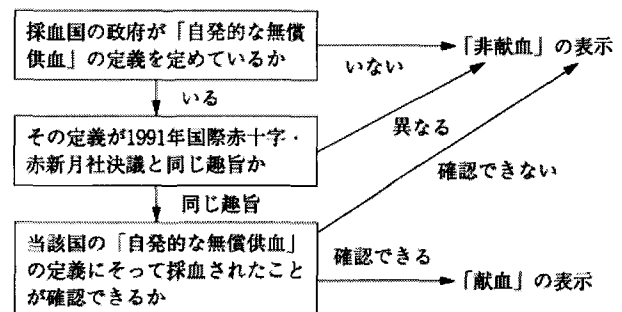 採血国の政府が「自発的な無償
供血」の定義を定めているか
いない
「非献血」の表示
いる
その定義が1991年国際赤十字・
赤新月社決議と同じ趣旨か
異なる
確認できない
同じ趣旨
当該国の「自発的な無償供血」
の定義にそって採血されたこと
が確認できるか
確認できる
「献血」の表示